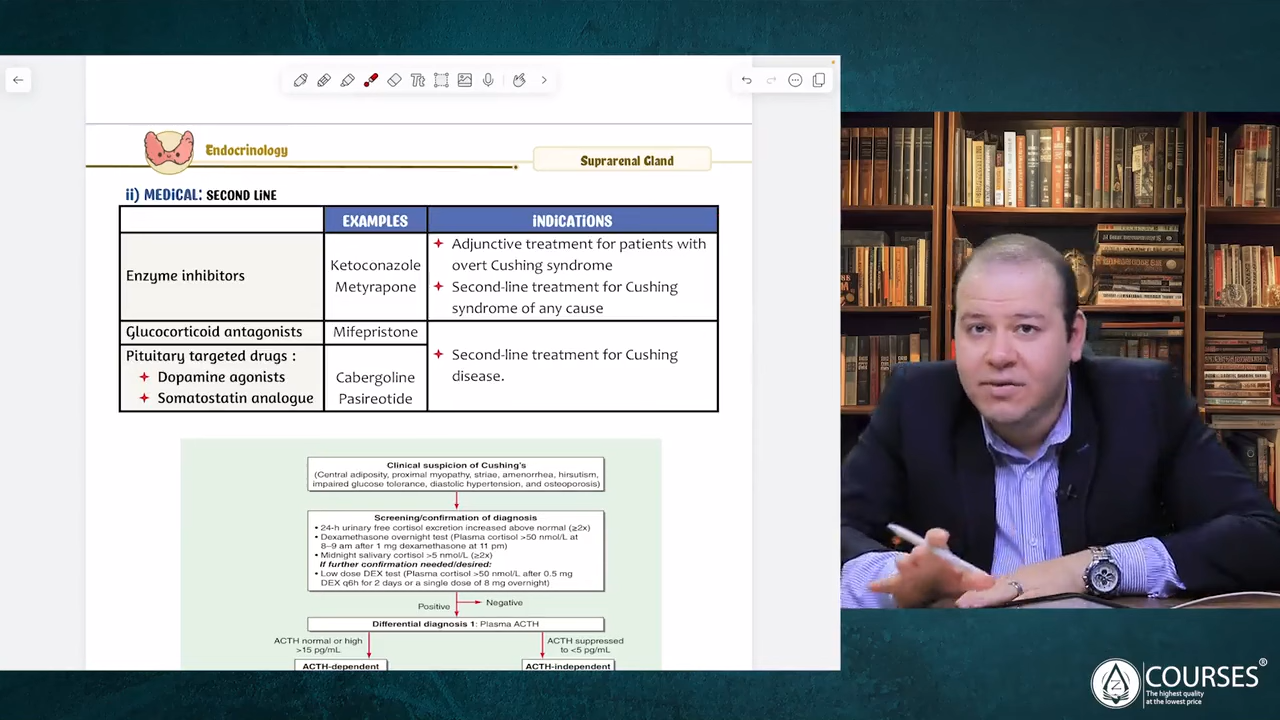 Endocrinology
Suprarenal Gland
ii) MEDiCAL: SECOND LiNE
EXAMPLES
iNDiCATiONS
Enzyme inhibitors
Ketoconazole
Metyrapone
Adjunctive treatment for patients with
overt Cushing syndrome
Second-line treatment for Cushing
syndrome of any cause
Glucocorticoid antagonists
Mifepristone
Pituitary targeted drugs :
Dopamine agonists
Somatostatin analogue
Cabergoline
Pasireotide
Second-line treatment for Cushing
disease.
Clinical suspicion of Cushing's
(Central adiposity, proximal myopathy, striae, amenorrhea, hirsutism,
impaired glucose tolerance, diastolic hypertension, and osteoporosis)
Screening/confirmation of diagnosis
• 24-h urinary free cortisol excretion increased above normal (≥2x)
• Dexamethasone overnight test (Plasma cortisol >50 nmol/L at
8–9 am after 1 mg dexamethasone at 11 pm)
• Midnight salivary cortisol >5 nmol/L (≥2x)
If further confirmation needed/desired:
• Low dose DEX test (Plasma cortisol >50 nmol/L after 0.5 mg
DEX q6h for 2 days or a single dose of 8 mg overnight)
Positive
Negative
Differential diagnosis 1: Plasma ACTH
ACTH normal or high
>15 pg/mL
ACTH suppressed
to <5 pg/mL
ACTH-dependent
ACTH-independent
Z
COURSES®
The highest quality
at the lowest price